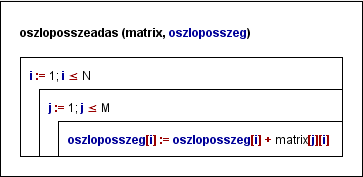 oszloposszeadas (matrix, oszloposszeg)
i := 1; i ≤ N
j := 1; j ≤ M
oszloposszeg[i] := oszloposszeg[i] + matrix[j][i]